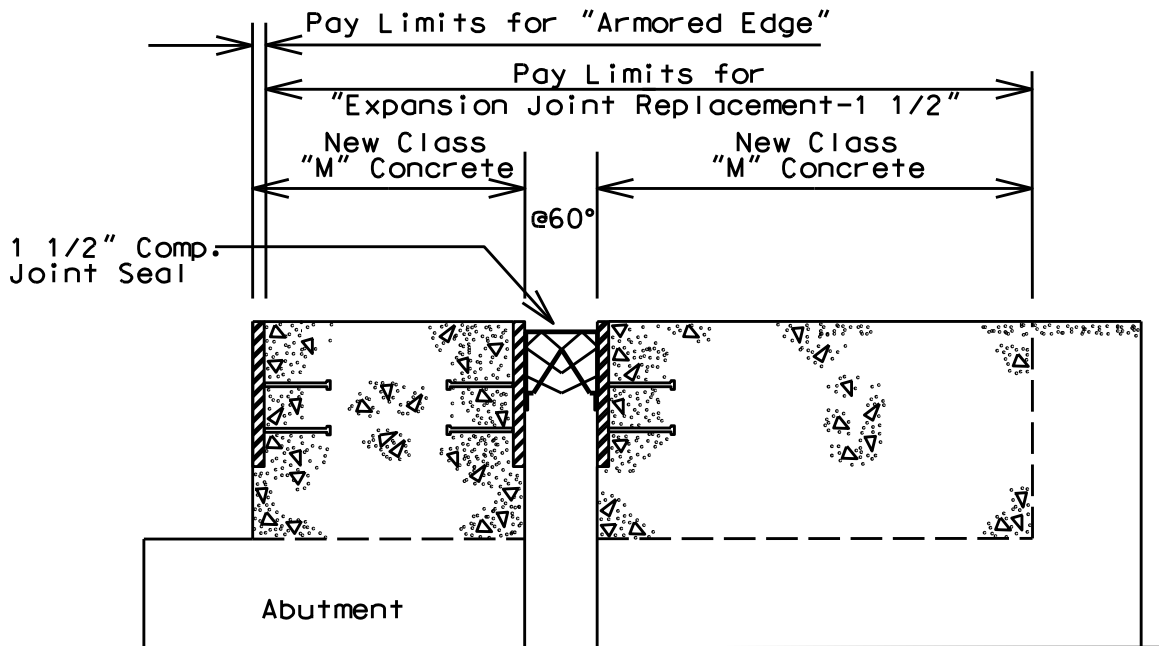 Pay Limits for "Armored Edge"
Pay Limits for
"Expansion Joint Replacement-1 1/2"
New Class
"M" Concrete
New Class
"M" Concrete
@60°
1 1/2" Comp.
Joint Seal
Abutment